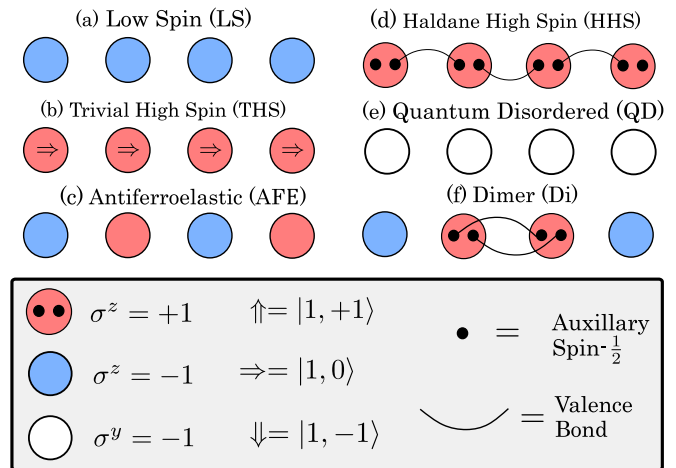 (a) Low Spin (LS)
(d) Haldane High Spin (HHS)
(b) Trivial High Spin (THS)
⇒ ⇒ ⇒ ⇒
(e) Quantum Disordered (QD)
(c) Antiferroelastic (AFE)
(f) Dimer (Di)
σ^z = +1
⇑= |1, +1⟩
σ^z = −1
⇒= |1, 0⟩
σ^y = −1
⇓= |1, −1⟩
= Auxillary
Spin-1/2
= Valence
Bond